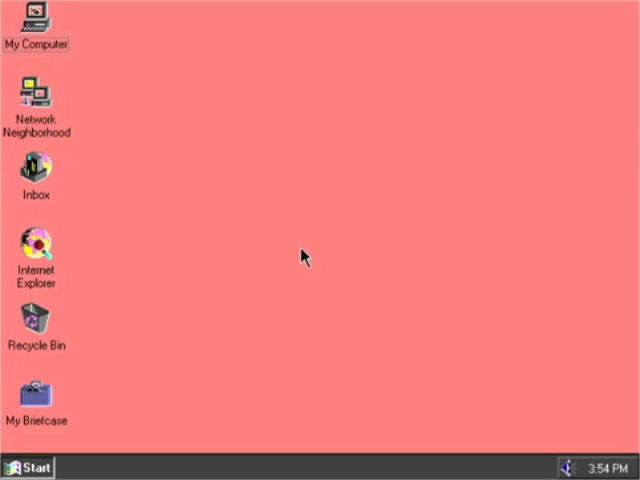 My Computer
Network
Neighborhood
Inbox
Internet
Explorer
Recycle Bin
My Briefcase
Start
3:54 PM